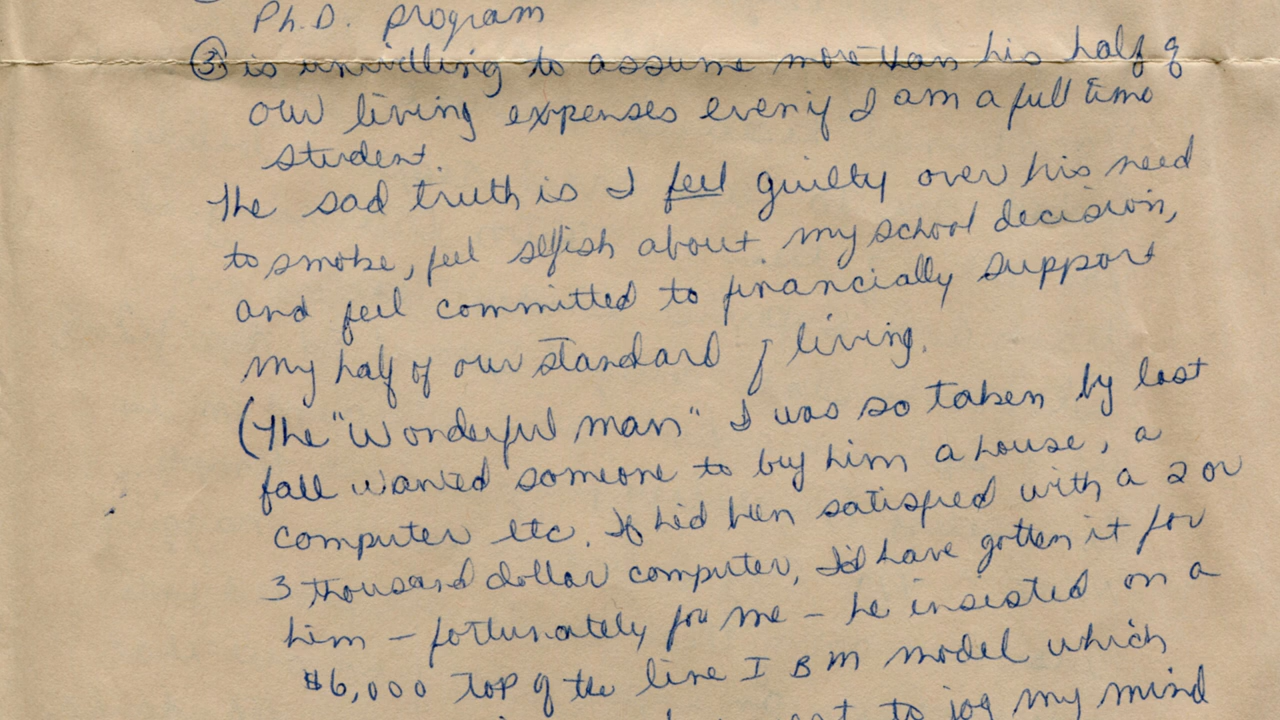 Ph.D. program
③ is unwilling to assume more than his half of
our living expenses even if I am a full time
student.
The sad truth is I feel guilty over his need
to smoke, feel selfish about my school decision,
and feel committed to financially support
my half of our standard of living.
(The "wonderful man" I was so taken by last
fall wanted someone to buy him a house, a
computer etc. If he'd been satisfied with a 2 or
3 thousand dollar computer, I'd have gotten it for
him – fortunately for me – he insisted on a
$6,000 top of the line IBM model which
to jog my mind